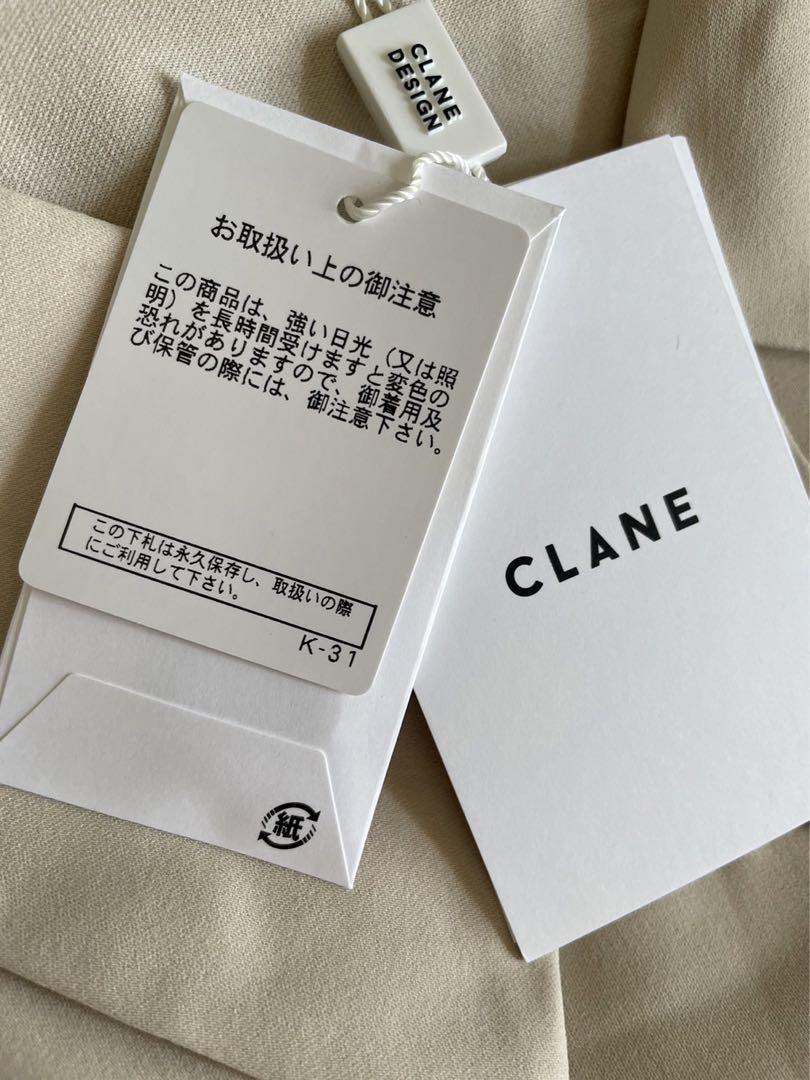 CLANE
DESIGN
お取扱い上の御注意
この商品は、強い日光（又は照
明）を長時間受けますと変色の
恐れがありますので、御着用及
び保管の際には、御注意下さい。
この下札は永久保存し、取扱いの際
にご利用して下さい。
K-31
紙
CLANE